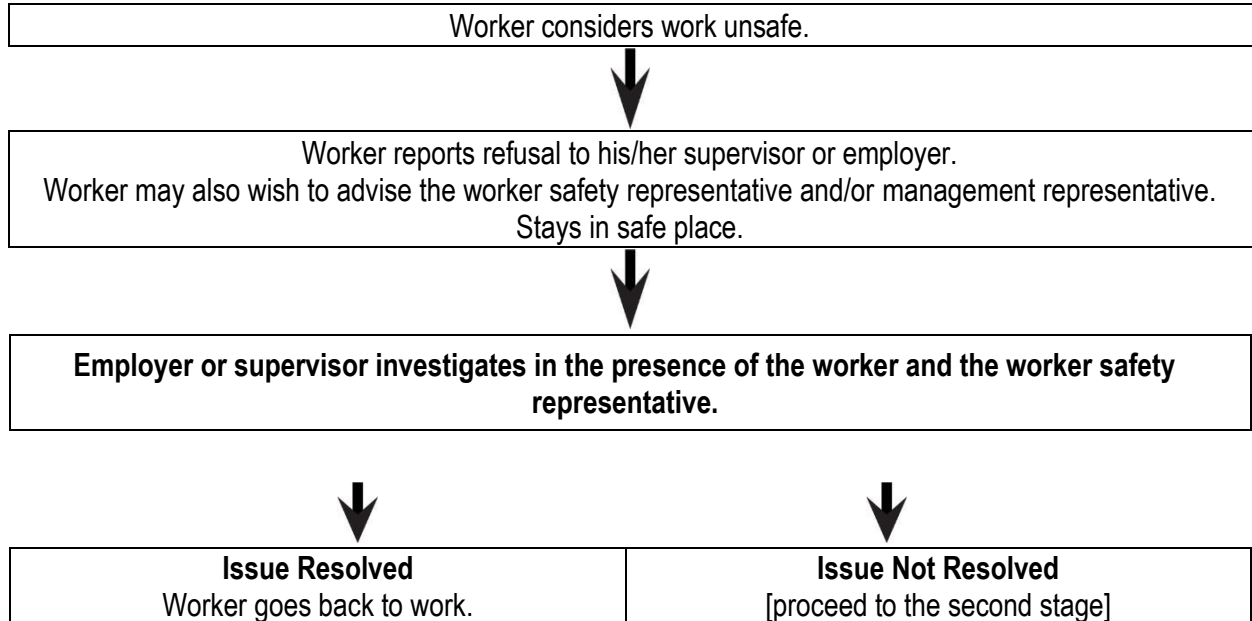 Worker considers work unsafe.
Worker reports refusal to his/her supervisor or employer.
Worker may also wish to advise the worker safety representative and/or management representative.
Stays in safe place.
Employer or supervisor investigates in the presence of the worker and the worker safety
representative.
Issue Resolved
Worker goes back to work.
Issue Not Resolved
[proceed to the second stage]